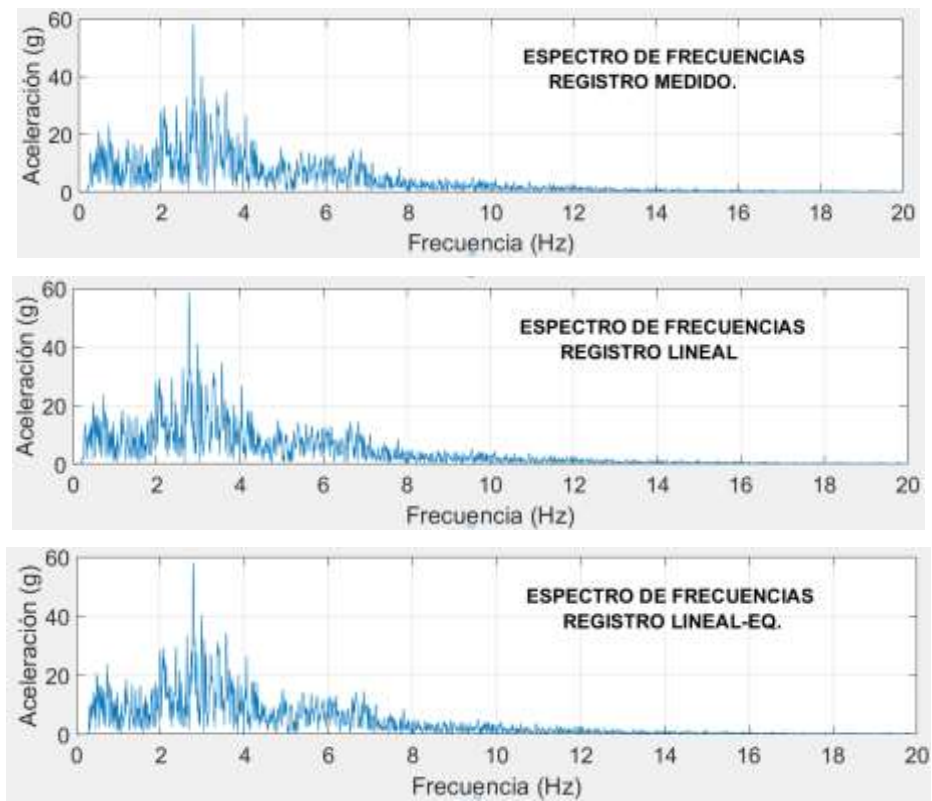 60
40
20
0
Aceleración (g)
ESPECTRO DE FRECUENCIAS
REGISTRO MEDIDO.
0 2 4 6 8 10 12 14 16 18 20
Frecuencia (Hz)
60
40
20
0
Aceleración (g)
ESPECTRO DE FRECUENCIAS
REGISTRO LINEAL
0 2 4 6 8 10 12 14 16 18 20
Frecuencia (Hz)
60
40
20
0
Aceleración (g)
ESPECTRO DE FRECUENCIAS
REGISTRO LINEAL-EQ.
0 2 4 6 8 10 12 14 16 18 20
Frecuencia (Hz)